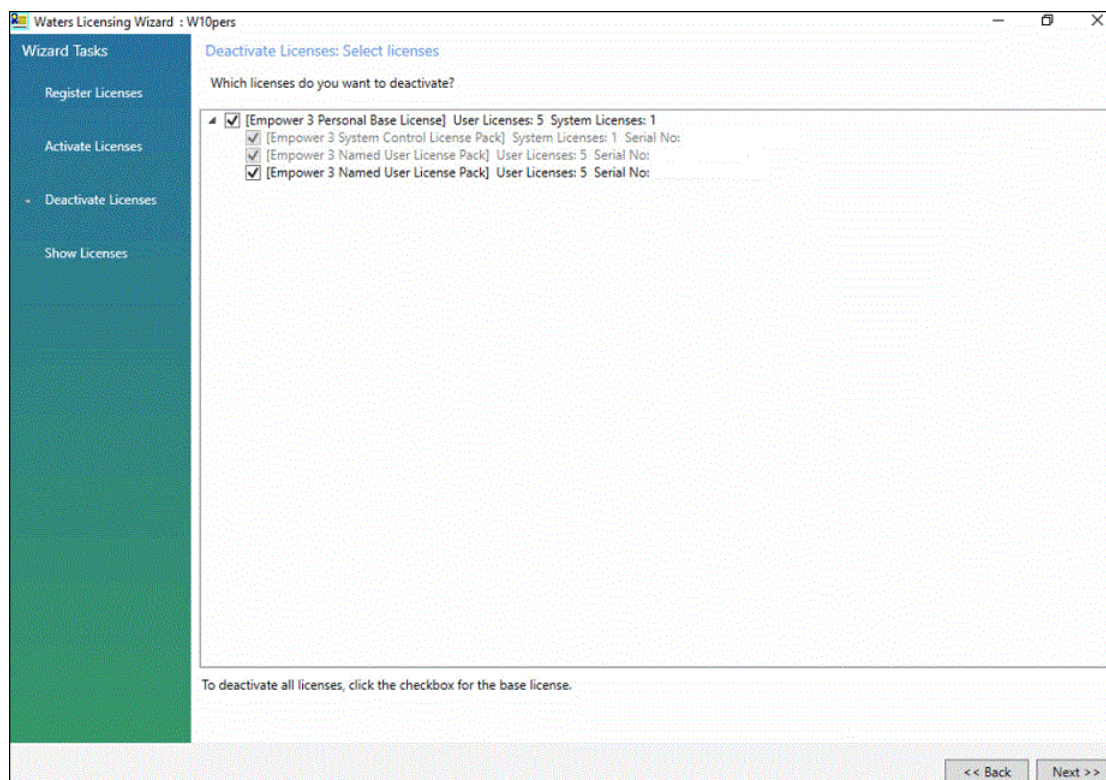 Waters Licensing Wizard : W10pers
Wizard Tasks
Register Licenses
Activate Licenses
- Deactivate Licenses
Show Licenses
Deactivate Licenses: Select licenses
Which licenses do you want to deactivate?
[Empower 3 Personal Base License] User Licenses: 5 System Licenses: 1
[Empower 3 System Control License Pack] System Licenses: 1 Serial No:
[Empower 3 Named User License Pack] User Licenses: 5 Serial No:
[Empower 3 Named User License Pack] User Licenses: 5 Serial No:
To deactivate all licenses, click the checkbox for the base license.
<< Back
Next >>